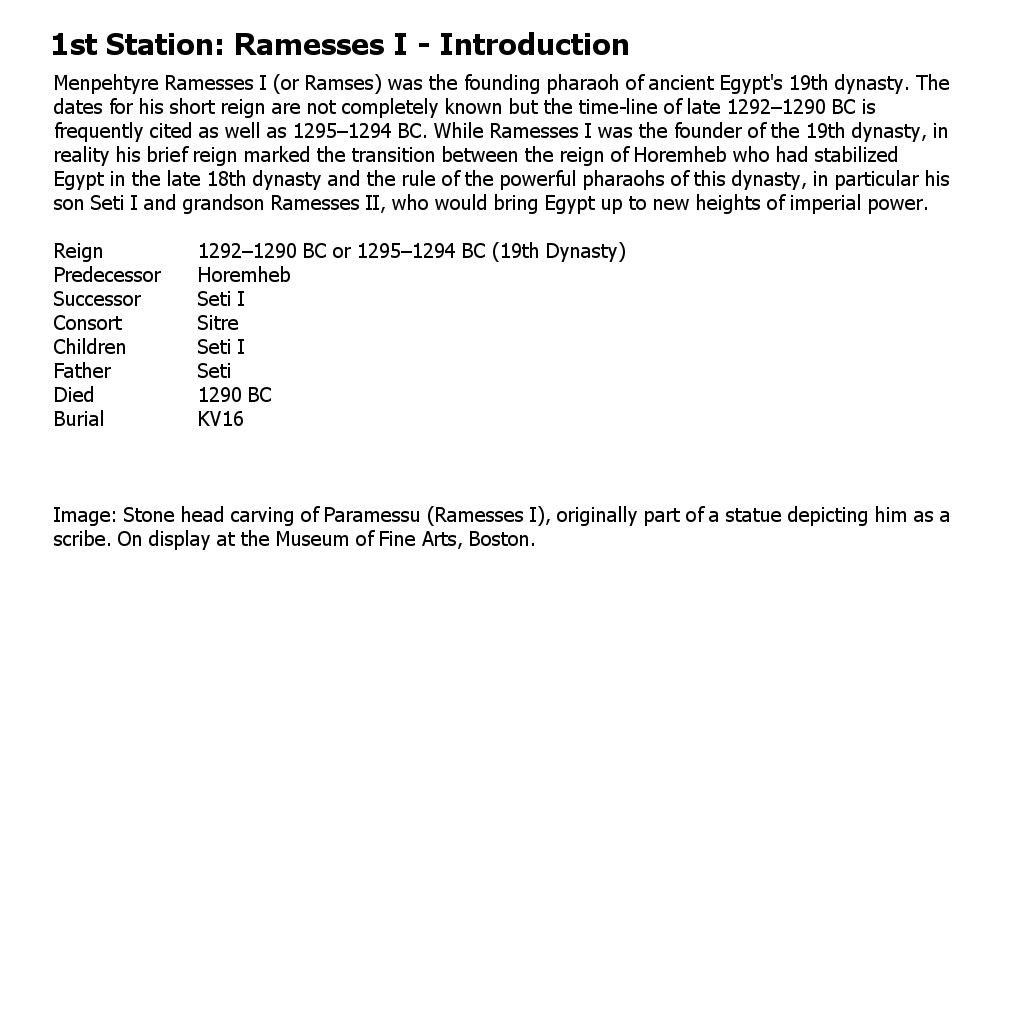 1st Station: Ramesses I - Introduction
Menpehtyre Ramesses I (or Ramses) was the founding pharaoh of ancient Egypt's 19th dynasty. The
dates for his short reign are not completely known but the time-line of late 1292–1290 BC is
frequently cited as well as 1295–1294 BC. While Ramesses I was the founder of the 19th dynasty, in
reality his brief reign marked the transition between the reign of Horemheb who had stabilized
Egypt in the late 18th dynasty and the rule of the powerful pharaohs of this dynasty, in particular his
son Seti I and grandson Ramesses II, who would bring Egypt up to new heights of imperial power.
Reign 1292–1290 BC or 1295–1294 BC (19th Dynasty)
Predecessor Horemheb
Successor Seti I
Consort Sitre
Children Seti I
Father Seti
Died 1290 BC
Burial KV16
Image: Stone head carving of Paramessu (Ramesses I), originally part of a statue depicting him as a
scribe. On display at the Museum of Fine Arts, Boston.